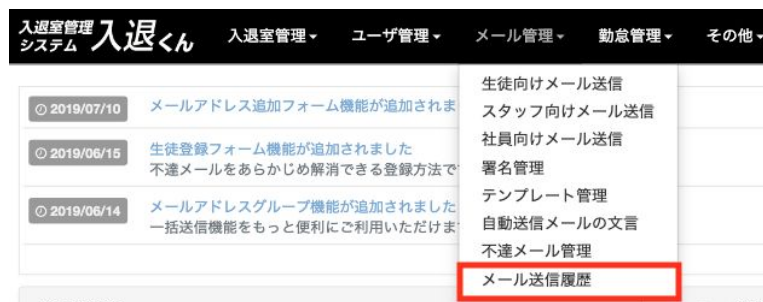 入退室管理
システム 入退くん
入退室管理
ユーザ管理
メール管理
勤怠管理
その他
生徒向けメール送信
スタッフ向けメール送信
社員向けメール送信
署名管理
テンプレート管理
自動送信メールの文言
不達メール管理
メール送信履歴
2019/07/10
メールアドレス追加フォーム機能が追加されま
2019/06/15
生徒登録フォーム機能が追加されました
不達メールをあらかじめ解消できる登録方法で
2019/06/14
メールアドレスグループ機能が追加されました
一括送信機能をもっと便利にご利用いただけま